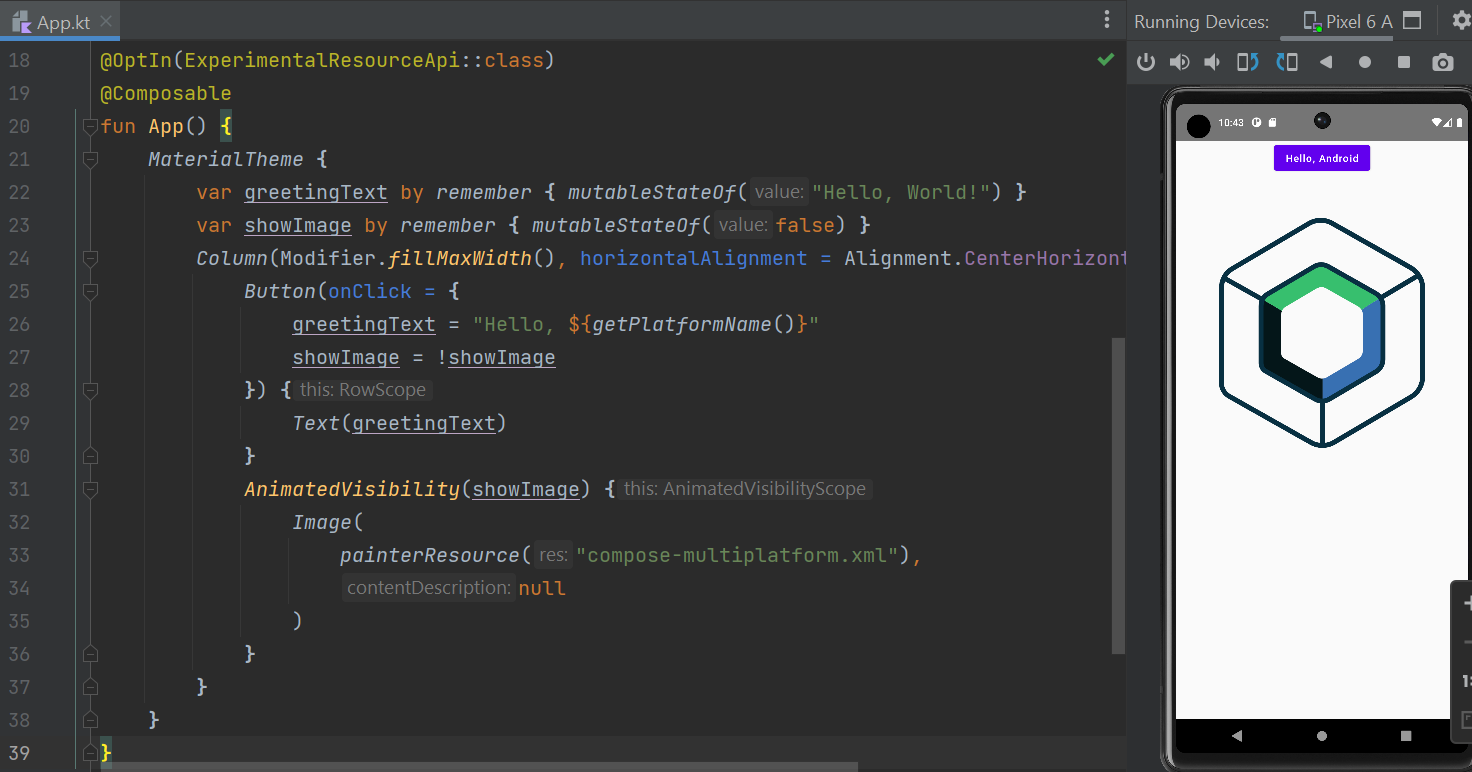 App.kt
Running Devices:
Pixel 6 A
18 @OptIn(ExperimentalResourceApi::class)
19 @Composable
20 fun App() {
21 MaterialTheme {
22 var greetingText by remember { mutableStateOf( value: "Hello, World!") }
23 var showImage by remember { mutableStateOf( value: false) }
24 Column(Modifier.fillMaxWidth(), horizontalAlignment = Alignment.CenterHorizont
25 Button(onClick = {
26 greetingText = "Hello, ${getPlatformName()}"
27 showImage = !showImage
28 }) { this: RowScope
29 Text(greetingText)
30 }
31 AnimatedVisibility(showImage) { this: AnimatedVisibilityScope
32 Image(
33 painterResource( res: "compose-multiplatform.xml"),
34 contentDescription: null
35 )
36 }
37 }
38 }
39 }
10:43
Hello, Android